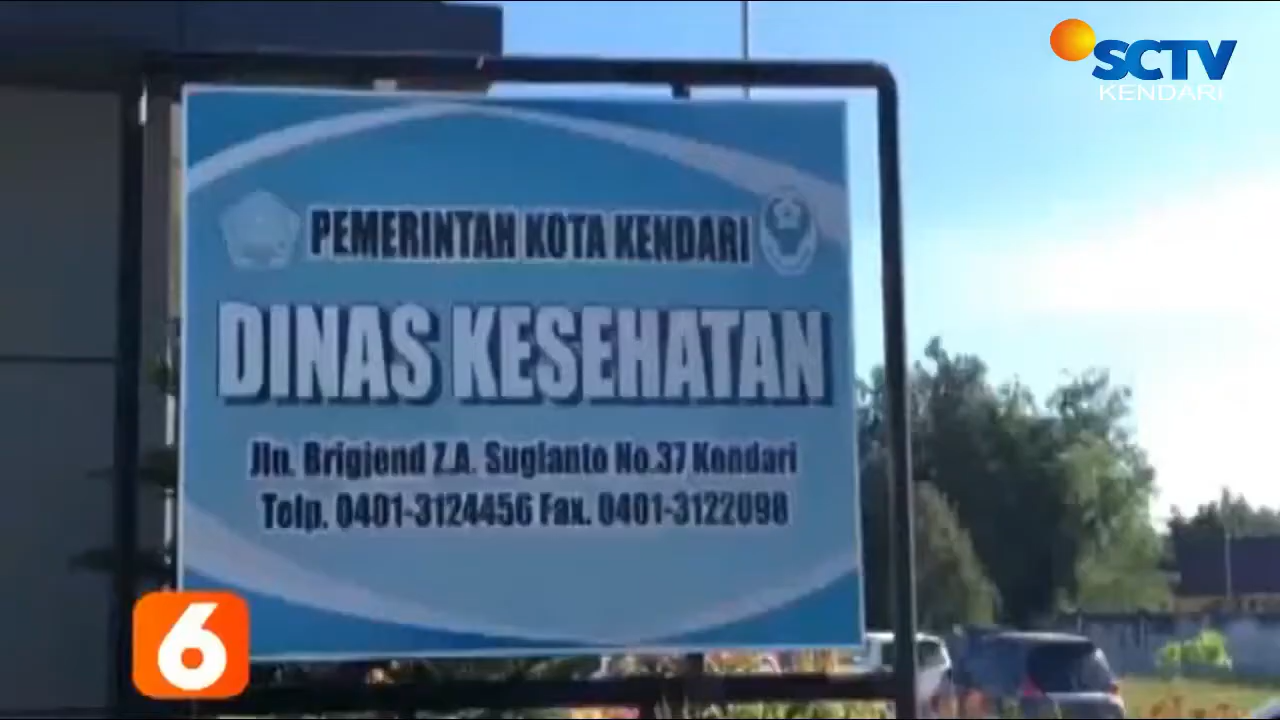 SCTV
KENDARI
PEMERINTAH KOTA KENDARI
DINAS KESEHATAN
Jln. Brigjend Z.A. Sugianto No.37 Kendari
Telp. 0401-3124456 Fax. 0401-3122098
6